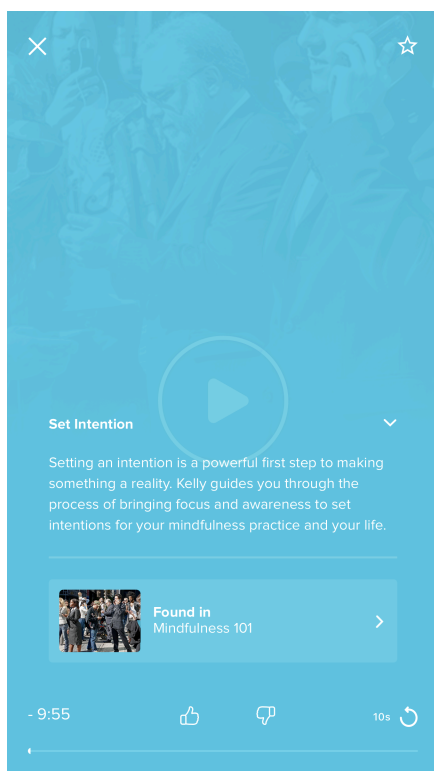 Set Intention
Setting an intention is a powerful first step to making
something a reality. Kelly guides you through the
process of bringing focus and awareness to set
intentions for your mindfulness practice and your life.
Found in
Mindfulness 101
- 9:55
10s